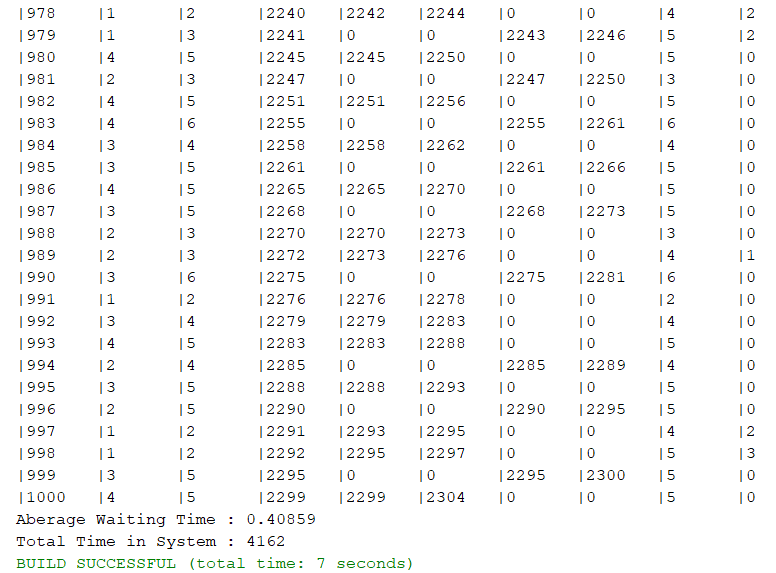 |978 |1 |2 |2240 |2242 |2244 |0 |0 |4 |2
|979 |1 |3 |2241 |0 |0 |2243 |2246 |5 |2
|980 |4 |5 |2245 |2245 |2250 |0 |0 |5 |0
|981 |2 |3 |2247 |0 |0 |2247 |2250 |3 |0
|982 |4 |5 |2251 |2251 |2256 |0 |0 |5 |0
|983 |4 |6 |2255 |0 |0 |2255 |2261 |6 |0
|984 |3 |4 |2258 |2258 |2262 |0 |0 |4 |0
|985 |3 |5 |2261 |0 |0 |2261 |2266 |5 |0
|986 |4 |5 |2265 |2265 |2270 |0 |0 |5 |0
|987 |3 |5 |2268 |0 |0 |2268 |2273 |5 |0
|988 |2 |3 |2270 |2270 |2273 |0 |0 |3 |0
|989 |2 |3 |2272 |2273 |2276 |0 |0 |4 |1
|990 |3 |6 |2275 |0 |0 |2275 |2281 |6 |0
|991 |1 |2 |2276 |2276 |2278 |0 |0 |2 |0
|992 |3 |4 |2279 |2279 |2283 |0 |0 |4 |0
|993 |4 |5 |2283 |2283 |2288 |0 |0 |5 |0
|994 |2 |4 |2285 |0 |0 |2285 |2289 |4 |0
|995 |3 |5 |2288 |2288 |2293 |0 |0 |5 |0
|996 |2 |5 |2290 |0 |0 |2290 |2295 |5 |0
|997 |1 |2 |2291 |2293 |2295 |0 |0 |4 |2
|998 |1 |2 |2292 |2295 |2297 |0 |0 |5 |3
|999 |3 |5 |2295 |0 |0 |2295 |2300 |5 |0
|1000 |4 |5 |2299 |2299 |2304 |0 |0 |5 |0
Aberage Waiting Time : 0.40859
Total Time in System : 4162
BUILD SUCCESSFUL (total time: 7 seconds)